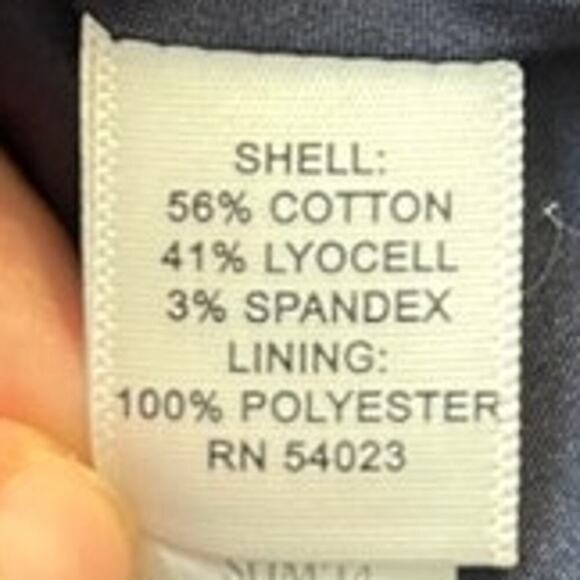 SHELL:
56% COTTON
41% LYOCELL
3% SPANDEX
LINING:
100% POLYESTER
RN 54023